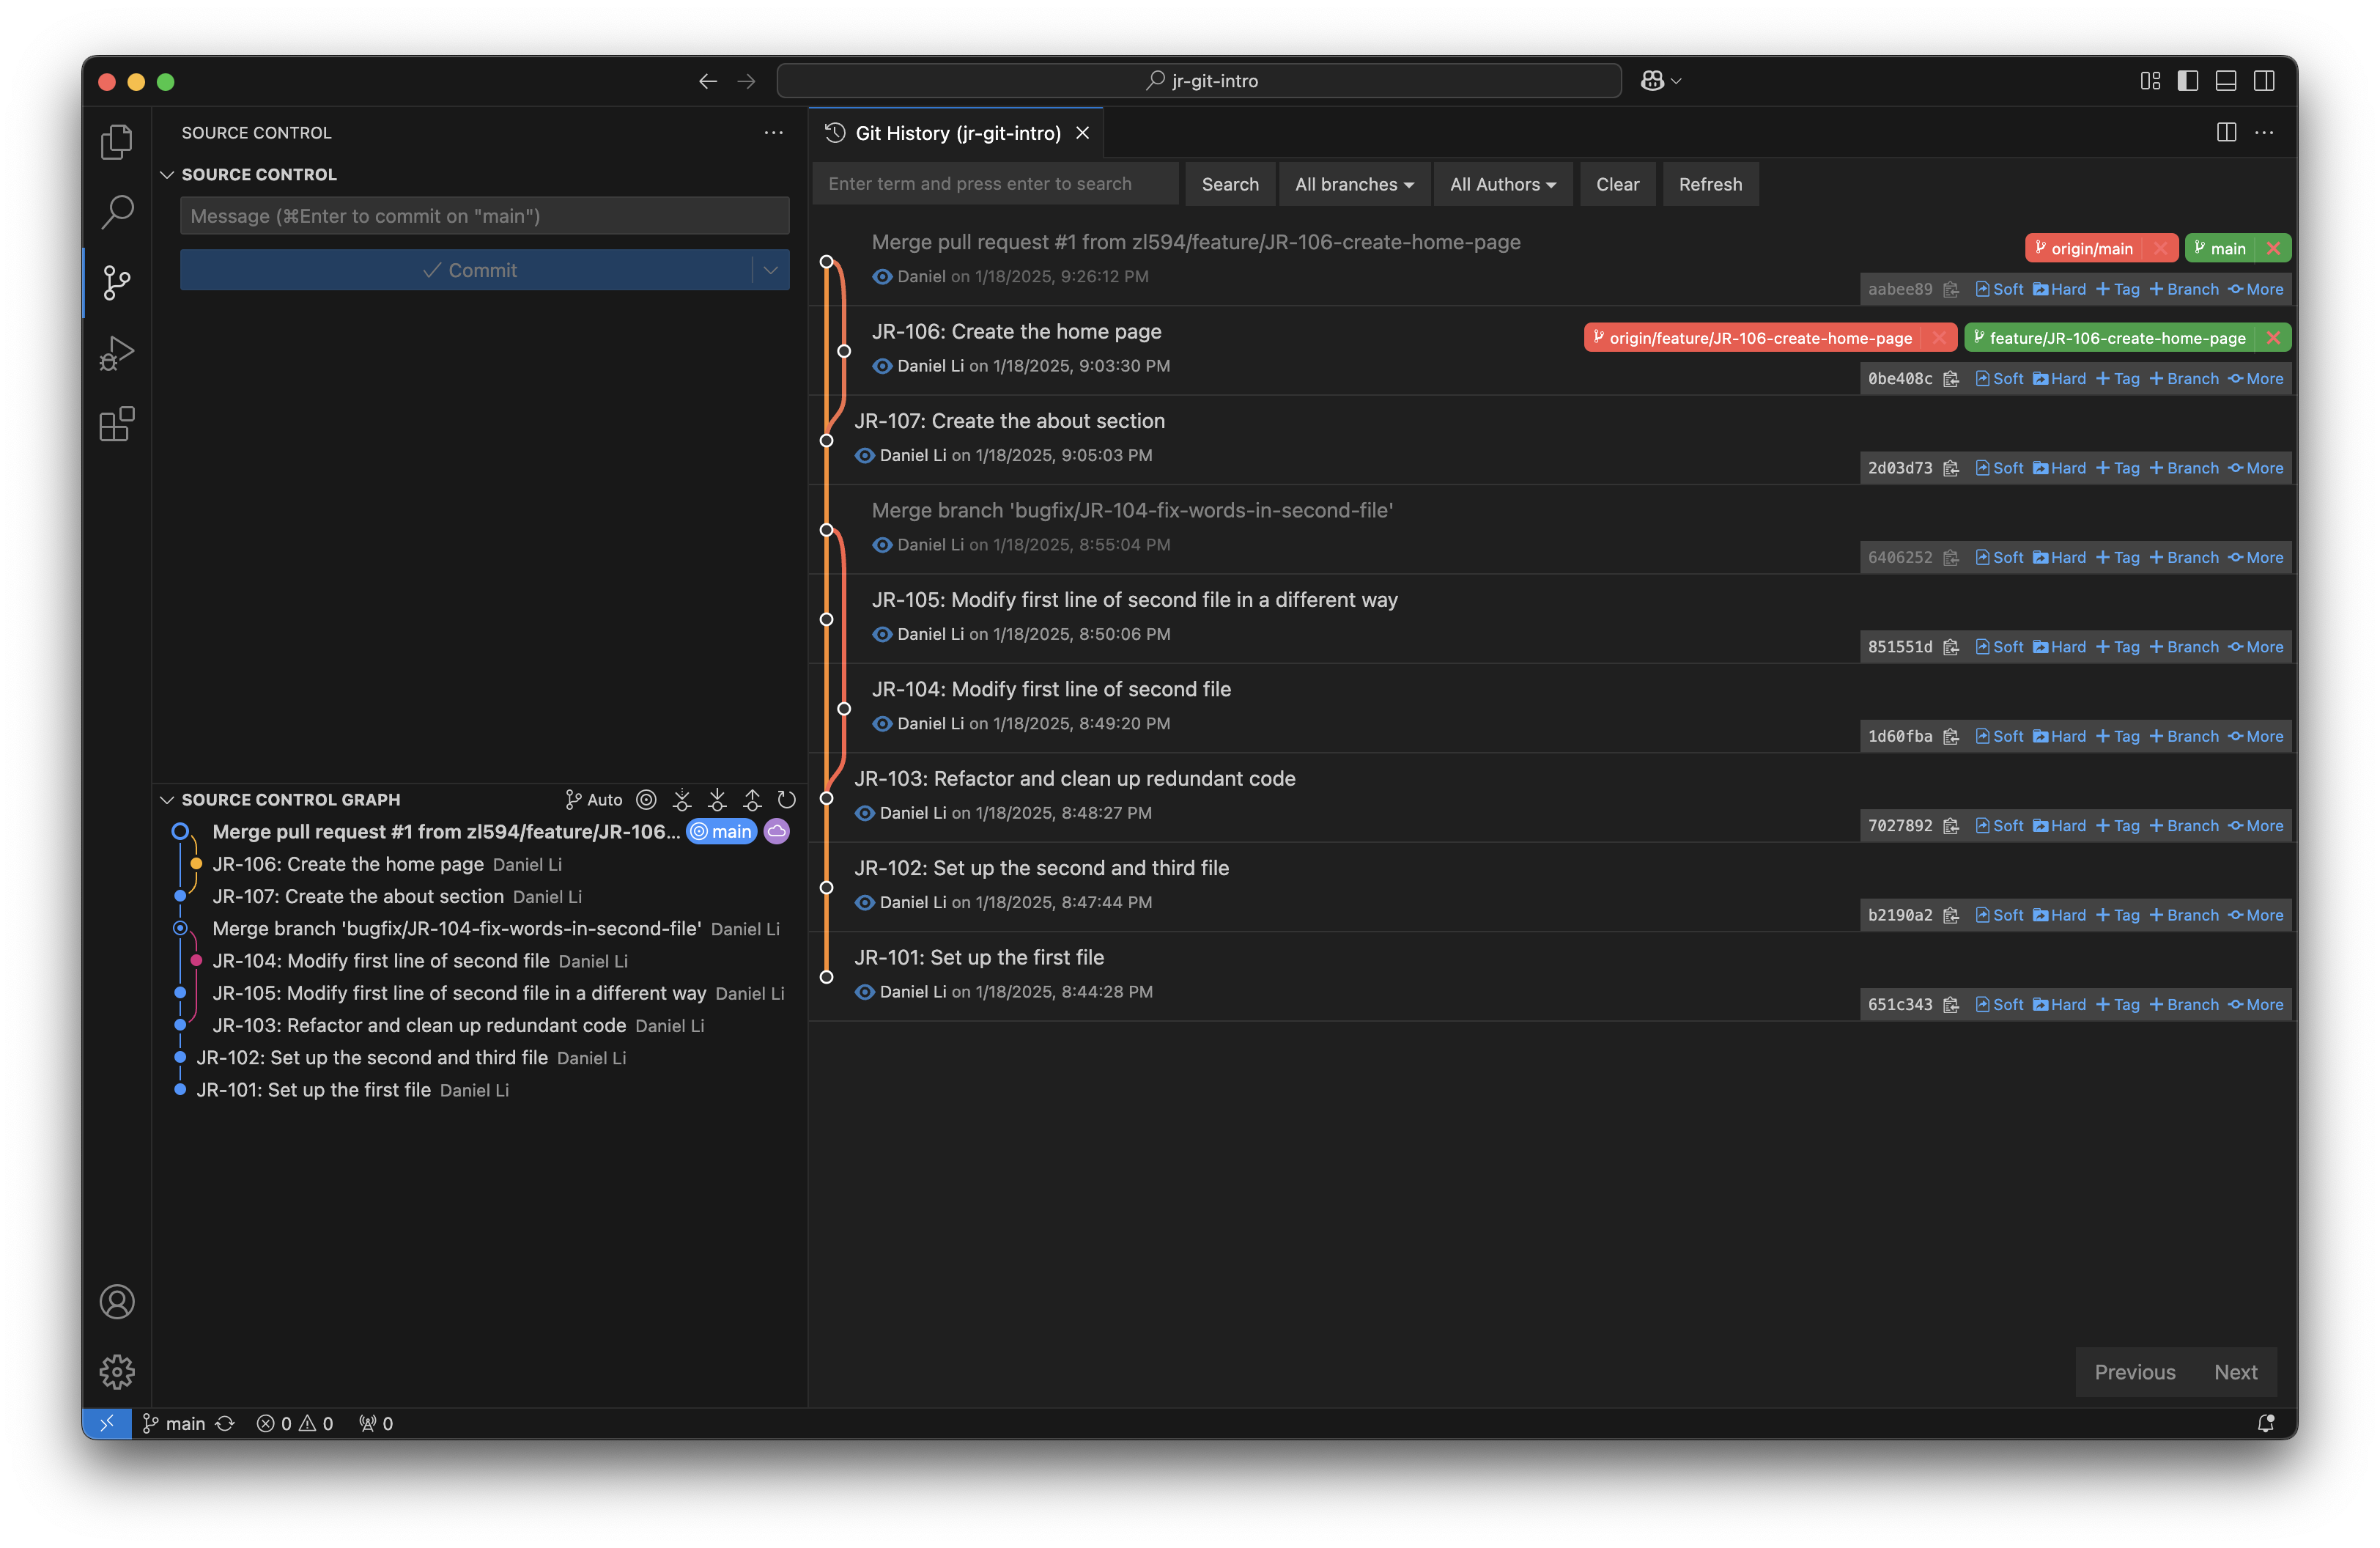 jr-git-intro
SOURCE CONTROL
SOURCE CONTROL
Message (⌘Enter to commit on "main")
Commit
SOURCE CONTROL GRAPH Auto
Merge pull request #1 from zl594/feature/JR-106... main
JR-106: Create the home page Daniel Li
JR-107: Create the about section Daniel Li
Merge branch 'bugfix/JR-104-fix-words-in-second-file' Daniel Li
JR-104: Modify first line of second file Daniel Li
JR-105: Modify first line of second file in a different way Daniel Li
JR-103: Refactor and clean up redundant code Daniel Li
JR-102: Set up the second and third file Daniel Li
JR-101: Set up the first file Daniel Li
Git History (jr-git-intro)
Enter term and press enter to search Search All branches All Authors Clear Refresh
Merge pull request #1 from zl594/feature/JR-106-create-home-page origin/main main
Daniel on 1/18/2025, 9:26:12 PM
aabee89 Soft Hard Tag Branch More
JR-106: Create the home page origin/feature/JR-106-create-home-page feature/JR-106-create-home-page
Daniel Li on 1/18/2025, 9:03:30 PM
0be408c Soft Hard Tag Branch More
JR-107: Create the about section
Daniel Li on 1/18/2025, 9:05:03 PM
2d03d73 Soft Hard Tag Branch More
Merge branch 'bugfix/JR-104-fix-words-in-second-file'
Daniel Li on 1/18/2025, 8:55:04 PM
6406252 Soft Hard Tag Branch More
JR-105: Modify first line of second file in a different way
Daniel Li on 1/18/2025, 8:50:06 PM
851551d Soft Hard Tag Branch More
JR-104: Modify first line of second file
Daniel Li on 1/18/2025, 8:49:20 PM
1d60fba Soft Hard Tag Branch More
JR-103: Refactor and clean up redundant code
Daniel Li on 1/18/2025, 8:48:27 PM
7027892 Soft Hard Tag Branch More
JR-102: Set up the second and third file
Daniel Li on 1/18/2025, 8:47:44 PM
b2190a2 Soft Hard Tag Branch More
JR-101: Set up the first file
Daniel Li on 1/18/2025, 8:44:28 PM
651c343 Soft Hard Tag Branch More
Previous Next
main 0 0 0